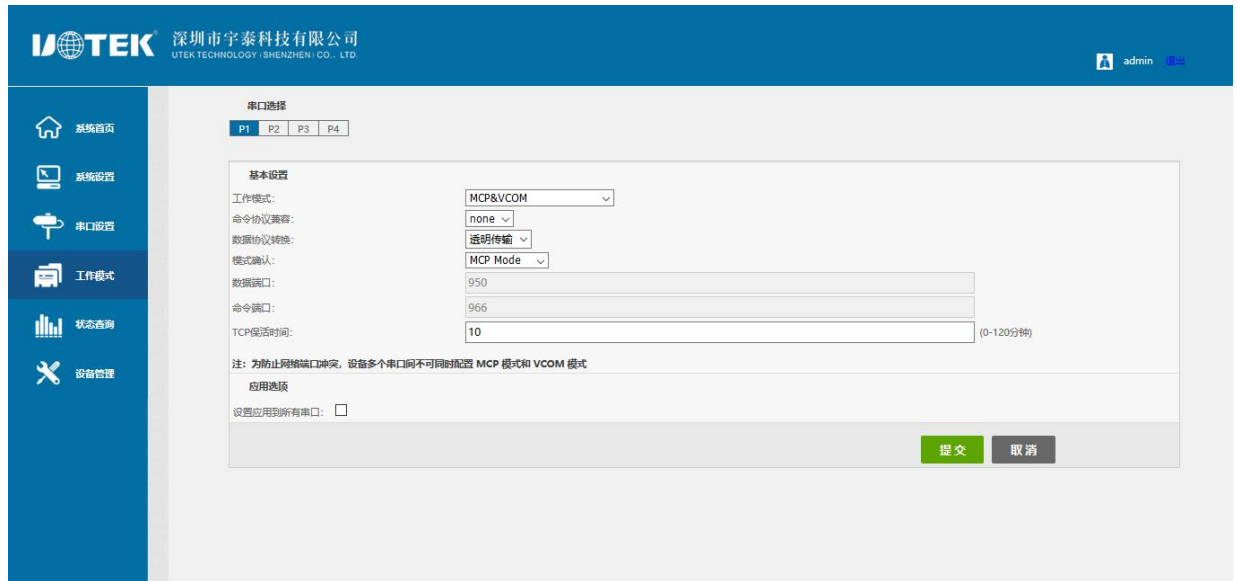 UTEK® 深圳市宇泰科技有限公司
UTEK TECHNOLOGY (SHENZHEN) CO., LTD.
admin 退出
系统首页
系统设置
串口设置
工作模式
状态查询
设备管理
串口选择
P1 P2 P3 P4
基本设置
工作模式: MCP&VCOM
命令协议兼容: none
数据协议转换: 透明传输
模式确认: MCP Mode
数据端口: 950
命令端口: 966
TCP保活时间: 10 (0-120分钟)
注：为防止网络端口冲突，设备多个串口间不可同时配置 MCP 模式和 VCOM 模式
应用选项
设置应用到所有串口:
提交 取消